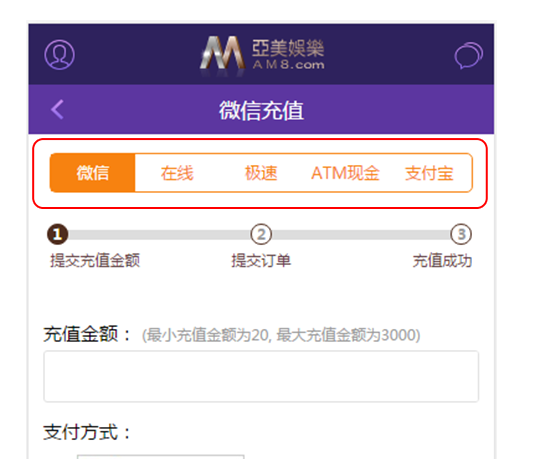 亞美娛樂
AM8.com
微信充值
微信 在线 极速 ATM现金 支付宝
1 2 3
提交充值金额 提交订单 充值成功
充值金额： (最小充值金额为20, 最大充值金额为3000)
支付方式：